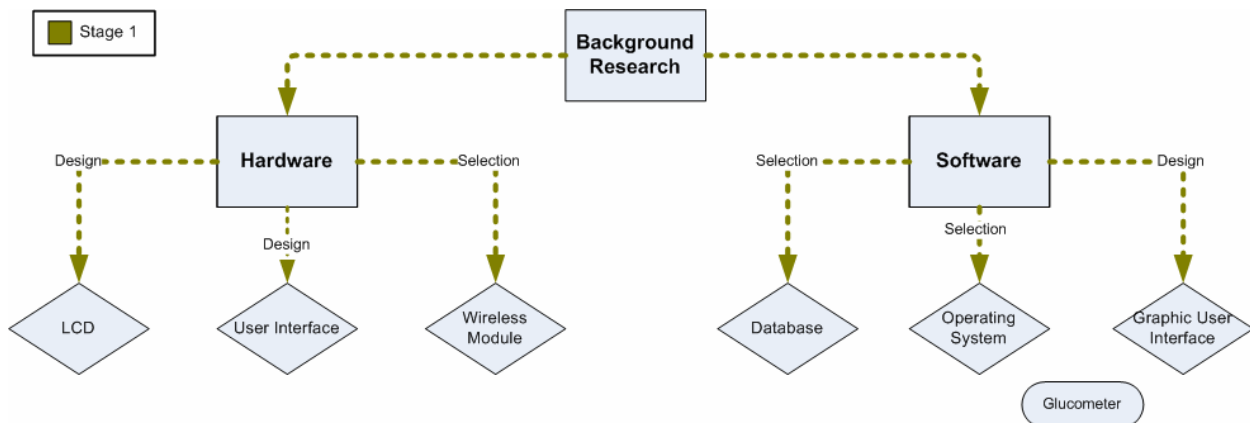 Stage 1
Background
Research
Hardware
Software
Design
Selection
Selection
Design
Design
Selection
LCD
User Interface
Wireless
Module
Database
Operating
System
Graphic User
Interface
Glucometer